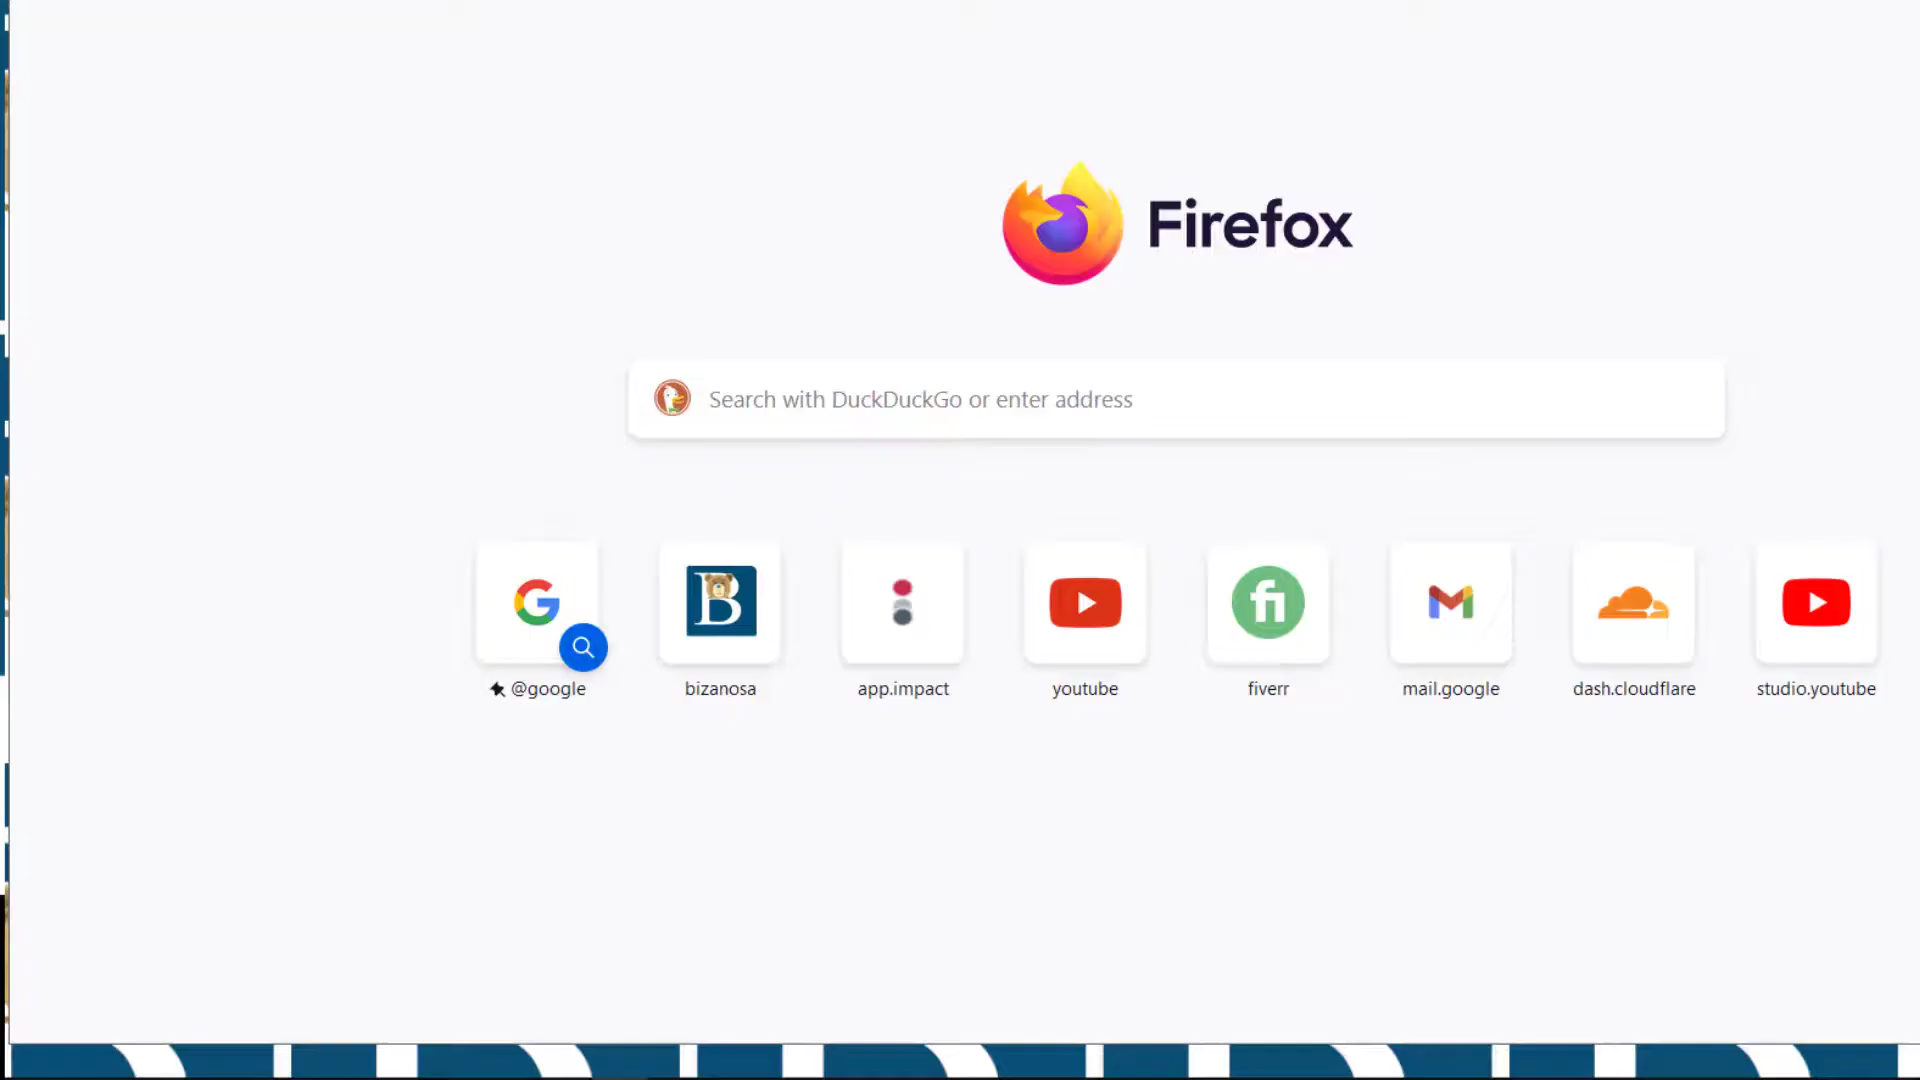 Firefox
Search with DuckDuckGo or enter address
B
fi
@google
bizanosa
app.impact
youtube
fiverr
mail.google
dash.cloudflare
studio.youtube